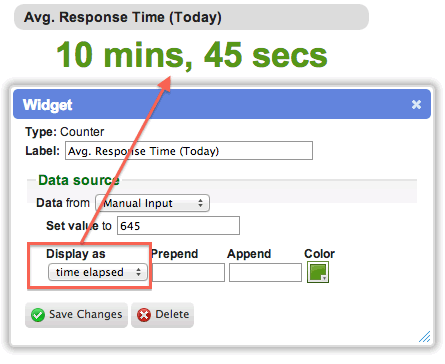 Avg. Response Time (Today)
10 mins, 45 secs
Widget
Type: Counter
Label: Avg. Response Time (Today)
Data source
Data from Manual Input
Set value to 645
Display as Prepend Append Color
time elapsed
Save Changes Delete